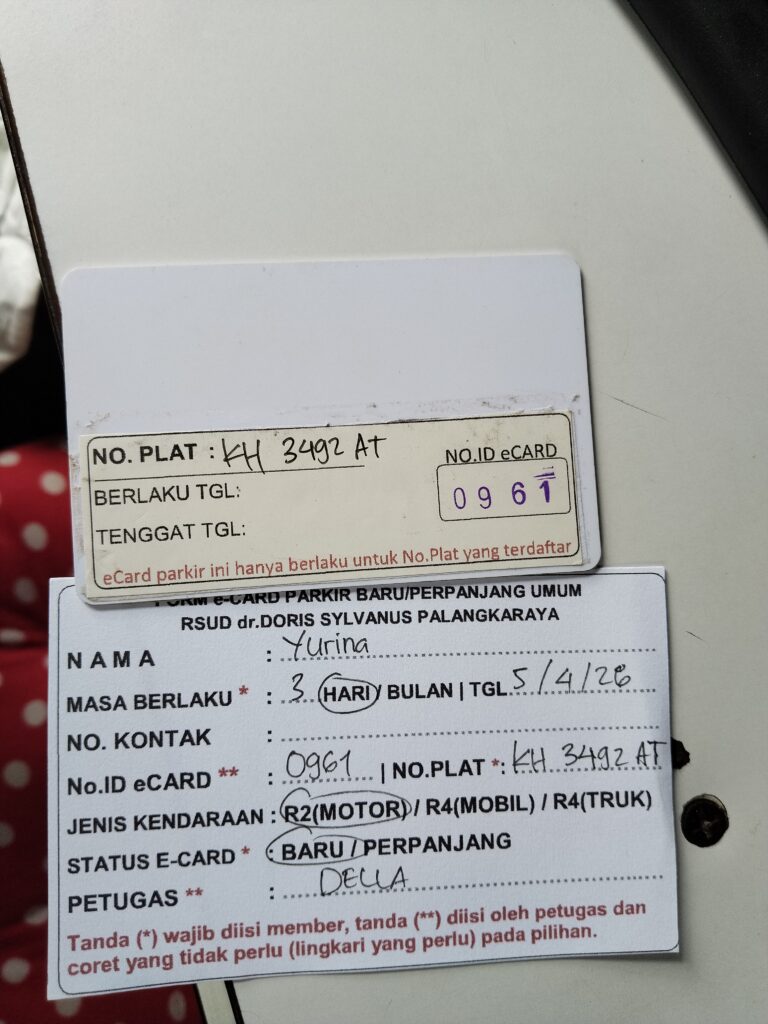 NO. PLAT : KH 3492 AT
NO.ID eCARD
BERLAKU TGL:
0961
TENGGAT TGL:
eCard parkir ini hanya berlaku untuk No.Plat yang terdaftar
FORM e-CARD PARKIR BARU/PERPANJANG UMUM
RSUD dr.DORIS SYLVANUS PALANGKARAYA
NAMA : Yurina
MASA BERLAKU * : 3 HARI / BULAN | TGL 5/4/26
NO. KONTAK :
No.ID eCARD ** : 0961 | NO.PLAT *: KH 3492 AT
JENIS KENDARAAN : R2(MOTOR) / R4(MOBIL) / R4(TRUK)
STATUS E-CARD * : BARU / PERPANJANG
PETUGAS ** : DELLA
Tanda (*) wajib diisi member, tanda (**) diisi oleh petugas dan
coret yang tidak perlu (lingkari yang perlu) pada pilihan.